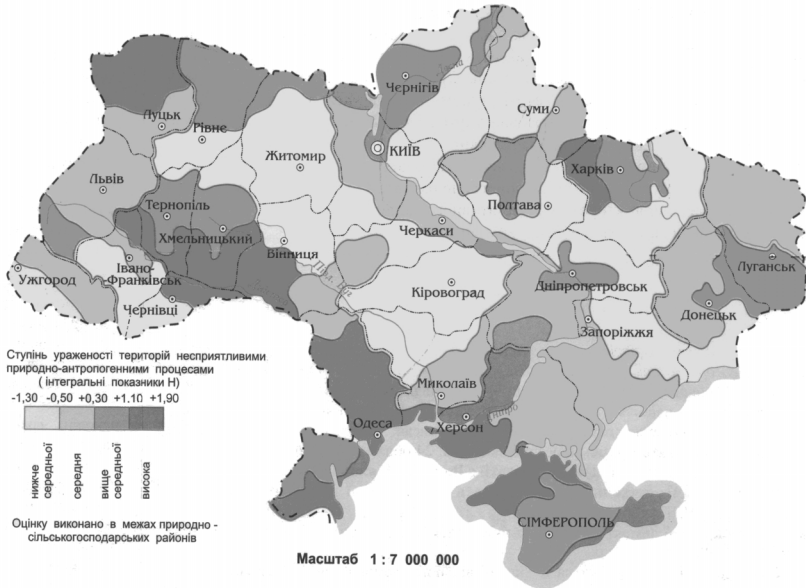 Чернігів
Суми
Луцьк
Рівне
КИЇВ
Житомир
Харків
Львів
Тернопіль
Полтава
Хмельницький
Черкаси
Вінниця
Луганськ
Івано-
Франківськ
Ужгород
Дніпропетровськ
Кіровоград
Чернівці
Донецьк
Запоріжжя
Ступінь ураженості територій несприятливими
природно-антропогенними процесами
( інтегральні показники Н)
-1,30 -0,50 +0,30 +1.10 +1,90
Миколаїв
Одеса
Херсон
нижче
середньої
середня
вище
середньої
висока
СІМФЕРОПОЛЬ
Оцінку виконано в межах природно -
сільськогосподарських районів
Масштаб 1 : 7 000 000